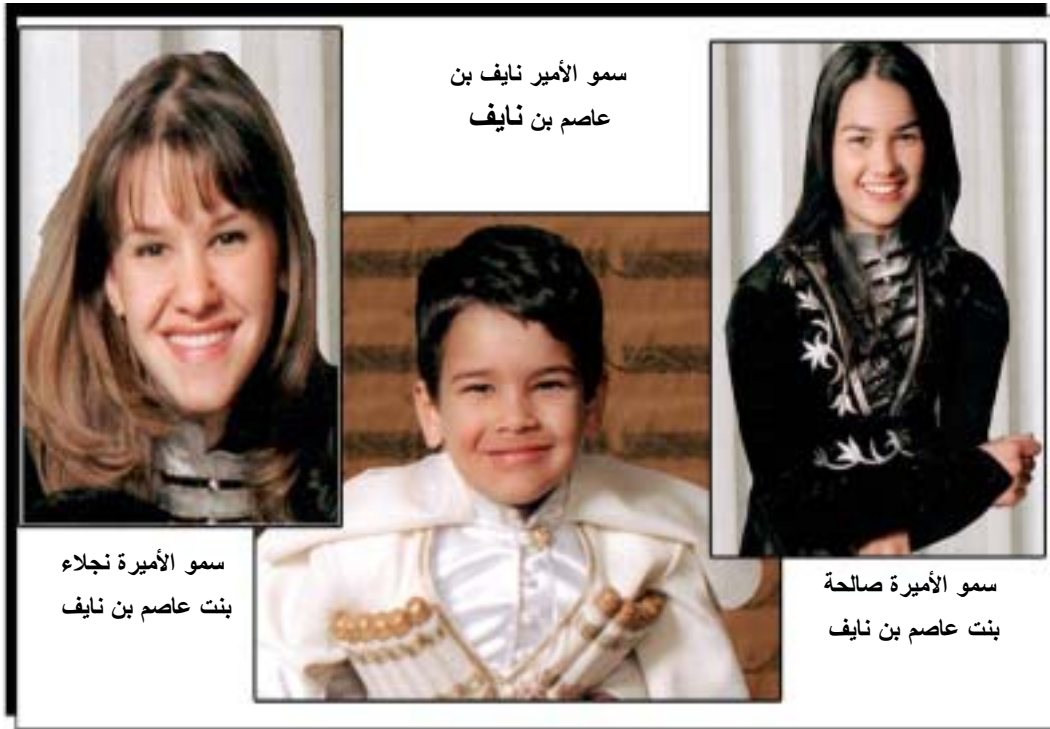 سمو الأمير نايف بن
عاصم بن نايف
سمو الأميرة صالحة
بنت عاصم بن نايف
سمو الأميرة نجلاء
بنت عاصم بن نايف